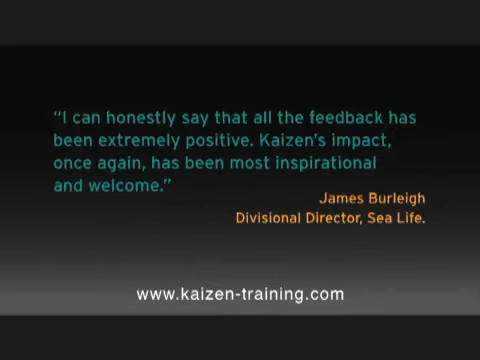 “I can honestly say that all the feedback has
been extremely positive. Kaizen’s impact,
once again, has been most inspirational
and welcome.”
James Burleigh
Divisional Director, Sea Life.
www.kaizen-training.com